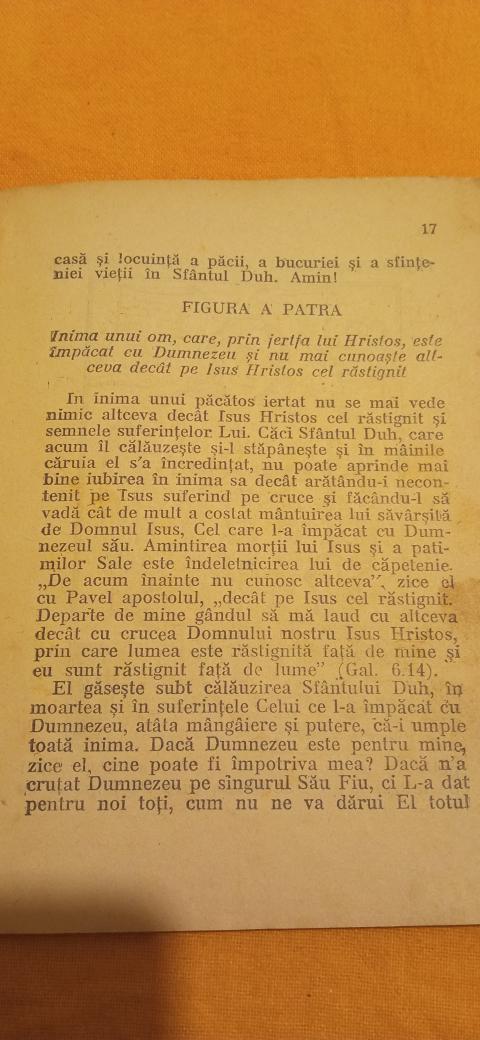 17
casă și locuință a păcii, a bucuriei și a sfințe-
niei vieții în Sfântul Duh. Amin!
FIGURA A PATRA
Inima unui om, care, prin jertfa lui Hristos, este
împăcat cu Dumnezeu și nu mai cunoaște alt-
ceva decât pe Isus Hristos cel răstignit
In inima unui păcătos iertat nu se mai vede
nimic altceva decât Isus Hristos cel răstignit și
semnele suferințelor Lui. Căci Sfântul Duh, care
acum îl călăuzește și-l stăpânește și în mâinile
căruia el s'a încredințat, nu poate aprinde mai
bine iubirea în inima sa decât arătându-i necon-
tenit pe Isus suferind pe cruce și făcându-l să
vadă cât de mult a costat mântuirea lui săvârșită
de Domnul Isus, Cel care l-a împăcat cu Dum-
nezeul său. Amintirea morții lui Isus și a pati-
milor Sale este îndeletnicirea lui de căpetenie.
„De acum înainte nu cunosc altceva”, zice el
cu Pavel apostolul, „decât pe Isus cel răstignit.
Departe de mine gândul să mă laud cu altceva
decât cu crucea Domnului nostru Isus Hristos,
prin care lumea este răstignită față de mine și
eu sunt răstignit față de lume” (Gal. 6.14).
El găsește subt călăuzirea Sfântului Duh, în
moartea și în suferințele Celui ce l-a împăcat cu
Dumnezeu, atâta mângâiere și putere, că-i umple
toată inima. Dacă Dumnezeu este pentru mine,
zice el, cine poate fi împotriva mea? Dacă n'a
cruțat Dumnezeu pe singurul Său Fiu, ci L-a dat
pentru noi toți, cum nu ne va dărui El totul